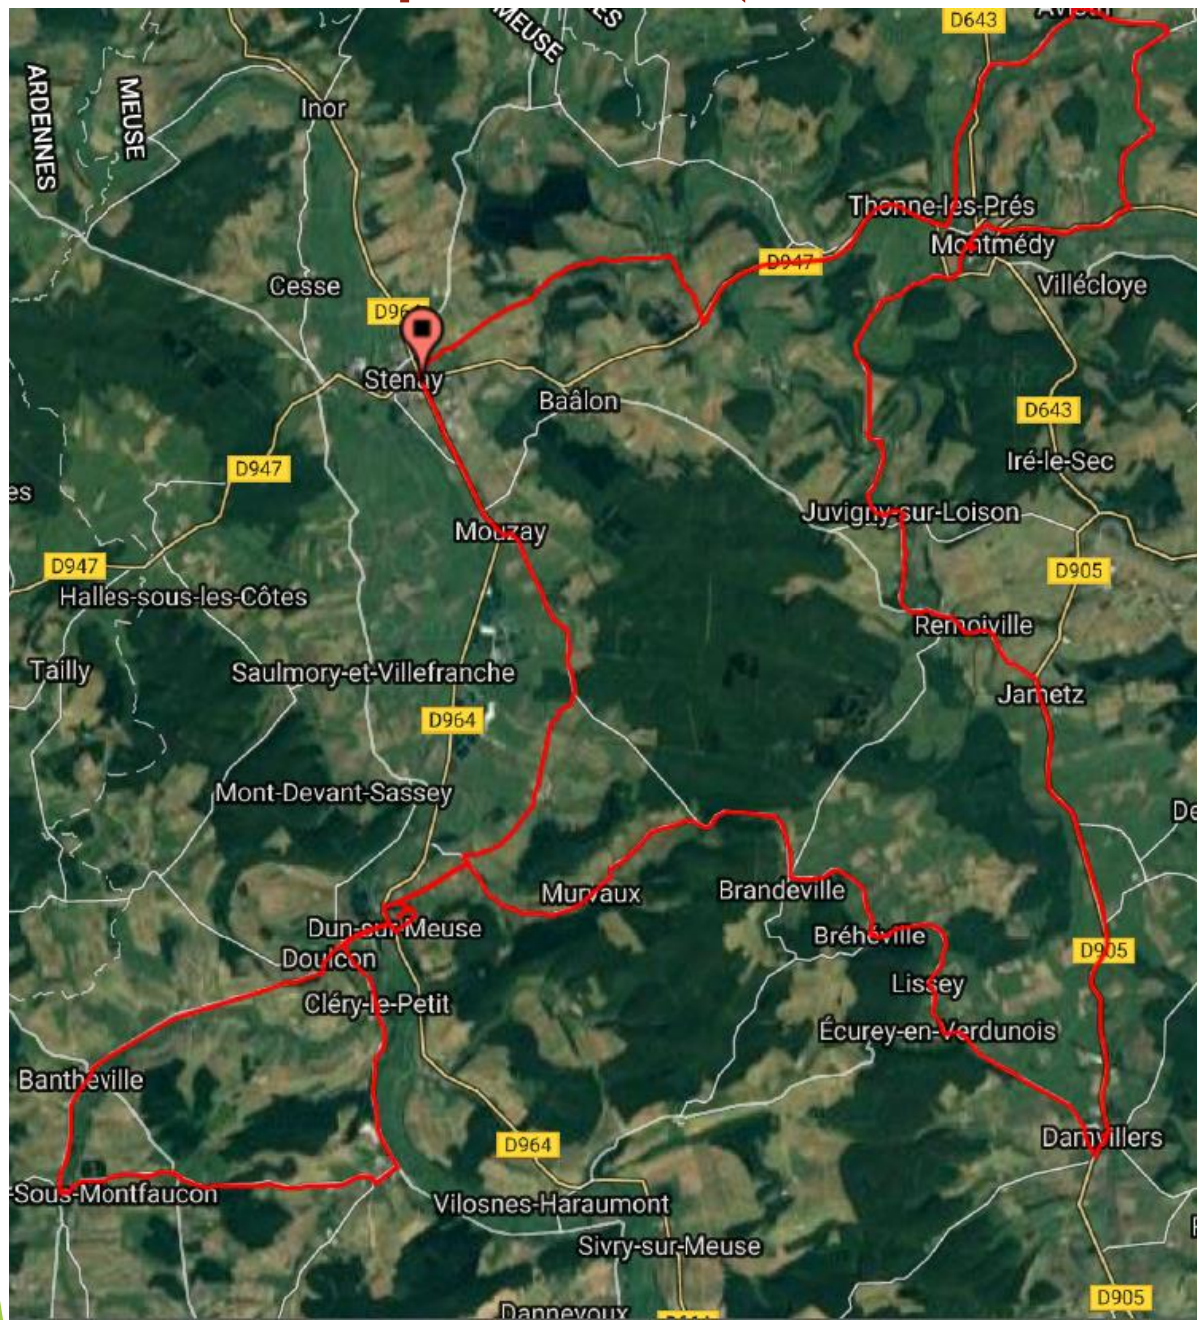 D643
MEUSE
ARDENNES
MEUSE
Inor
Thonne-les-Prés
Montmédy
D947
Villécloye
Cesse
Stenay
Baâlon
D643
Iré-le-Sec
D947
Juvigny-sur-Loison
Mouzay
D947
D905
Halles-sous-les-Côtes
Remoiville
Tailly
Saulmory-et-Villefranche
Jametz
D964
Mont-Devant-Sassey
Murvaux
Brandeville
Dun-sur-Meuse
Bréhéville
D905
Doulcon
Lissey
Cléry-le-Petit
Écurey-en-Verdunois
Bantheville
D964
Damvillers
-Sous-Montfaucon
Vilosnes-Haraumont
Sivry-sur-Meuse
D905
Dannevoux